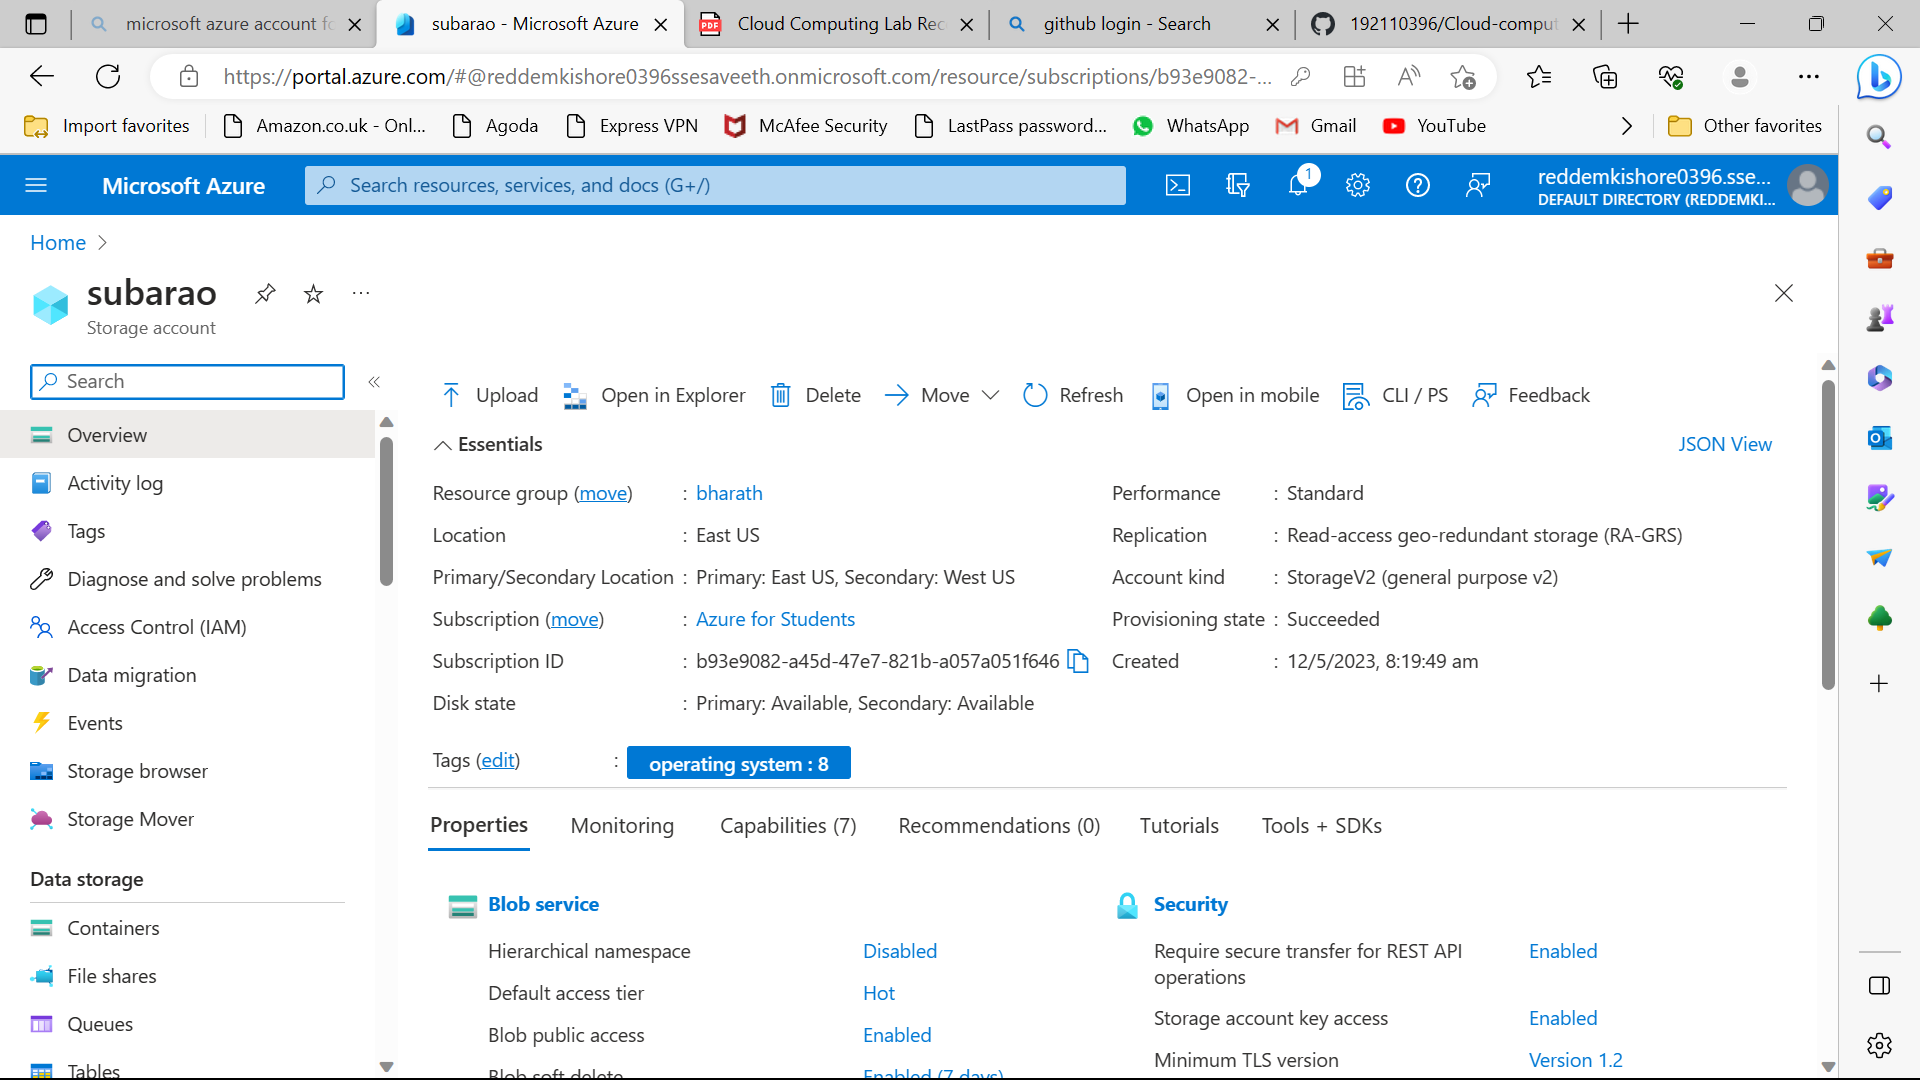 microsoft azure account fo
subarao - Microsoft Azure
PDF
Cloud Computing Lab Rec
github login - Search
192110396/Cloud-comput
https://portal.azure.com/#@reddemkishore0396ssesaveeth.onmicrosoft.com/resource/subscriptions/b93e9082-...
Import favorites
Amazon.co.uk - Onl...
Agoda
Express VPN
McAfee Security
LastPass password...
WhatsApp
Gmail
YouTube
Other favorites
Microsoft Azure
Search resources, services, and docs (G+/)
1
reddemkishore0396.sse...
DEFAULT DIRECTORY (REDDEMKI...
Home
subarao
Storage account
Search
Upload
Open in Explorer
Delete
Move
Refresh
Open in mobile
CLI / PS
Feedback
Overview
Activity log
Tags
Diagnose and solve problems
Access Control (IAM)
Data migration
Events
Storage browser
Storage Mover
Data storage
Containers
File shares
Queues
Tables
Essentials
JSON View
Resource group (move) : bharath
Location : East US
Primary/Secondary Location : Primary: East US, Secondary: West US
Subscription (move) : Azure for Students
Subscription ID : b93e9082-a45d-47e7-821b-a057a051f646
Disk state : Primary: Available, Secondary: Available
Performance : Standard
Replication : Read-access geo-redundant storage (RA-GRS)
Account kind : StorageV2 (general purpose v2)
Provisioning state : Succeeded
Created : 12/5/2023, 8:19:49 am
Tags (edit) : operating system : 8
Properties
Monitoring
Capabilities (7)
Recommendations (0)
Tutorials
Tools + SDKs
Blob service
Hierarchical namespace Disabled
Default access tier Hot
Blob public access Enabled
Blob soft delete Enabled (7 days)
Security
Require secure transfer for REST API operations Enabled
Storage account key access Enabled
Minimum TLS version Version 1.2